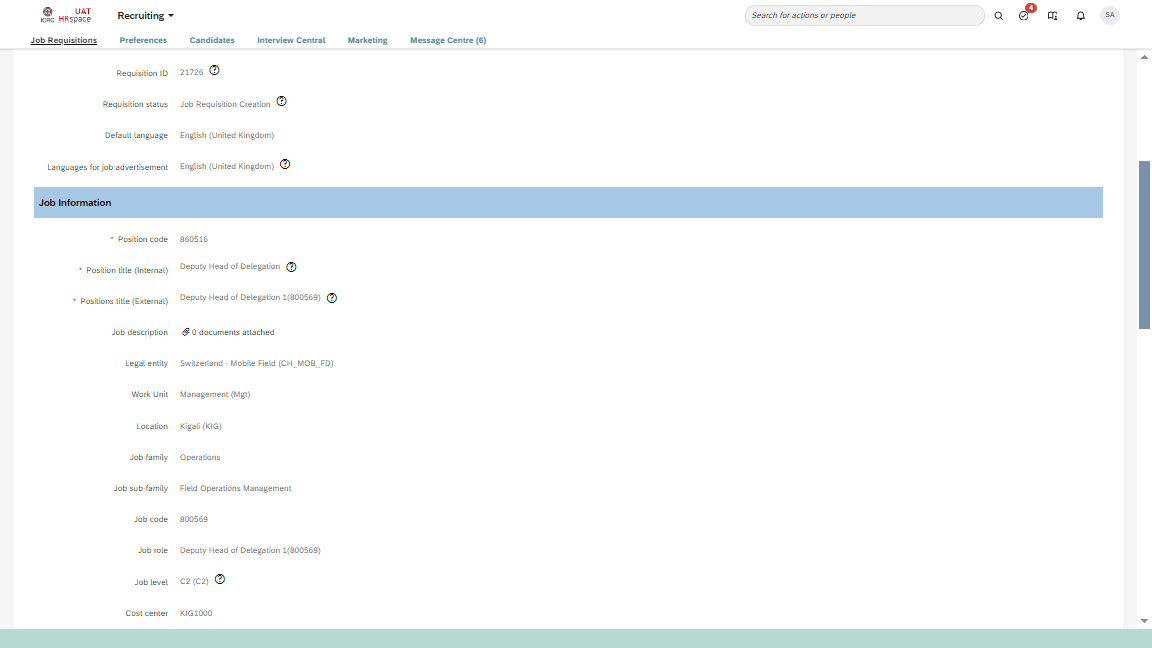 ICRC
UAT
HRspace
Recruiting
Search for actions or people
4
SA
Job Requisitions
Preferences
Candidates
Interview Central
Marketing
Message Centre (6)
Requisition ID 21726
Requisition status Job Requisition Creation
Default language English (United Kingdom)
Languages for job advertisement English (United Kingdom)
Job Information
* Position code 860516
* Position title (Internal) Deputy Head of Delegation
* Positions title (External) Deputy Head of Delegation 1(800569)
Job description 0 documents attached
Legal entity Switzerland - Mobile Field (CH_MOB_FD)
Work Unit Management (Mgt)
Location Kigali (KIG)
Job family Operations
Job sub-family Field Operations Management
Job code 800569
Job role Deputy Head of Delegation 1(800569)
Job level C2 (C2)
Cost center KIG1000